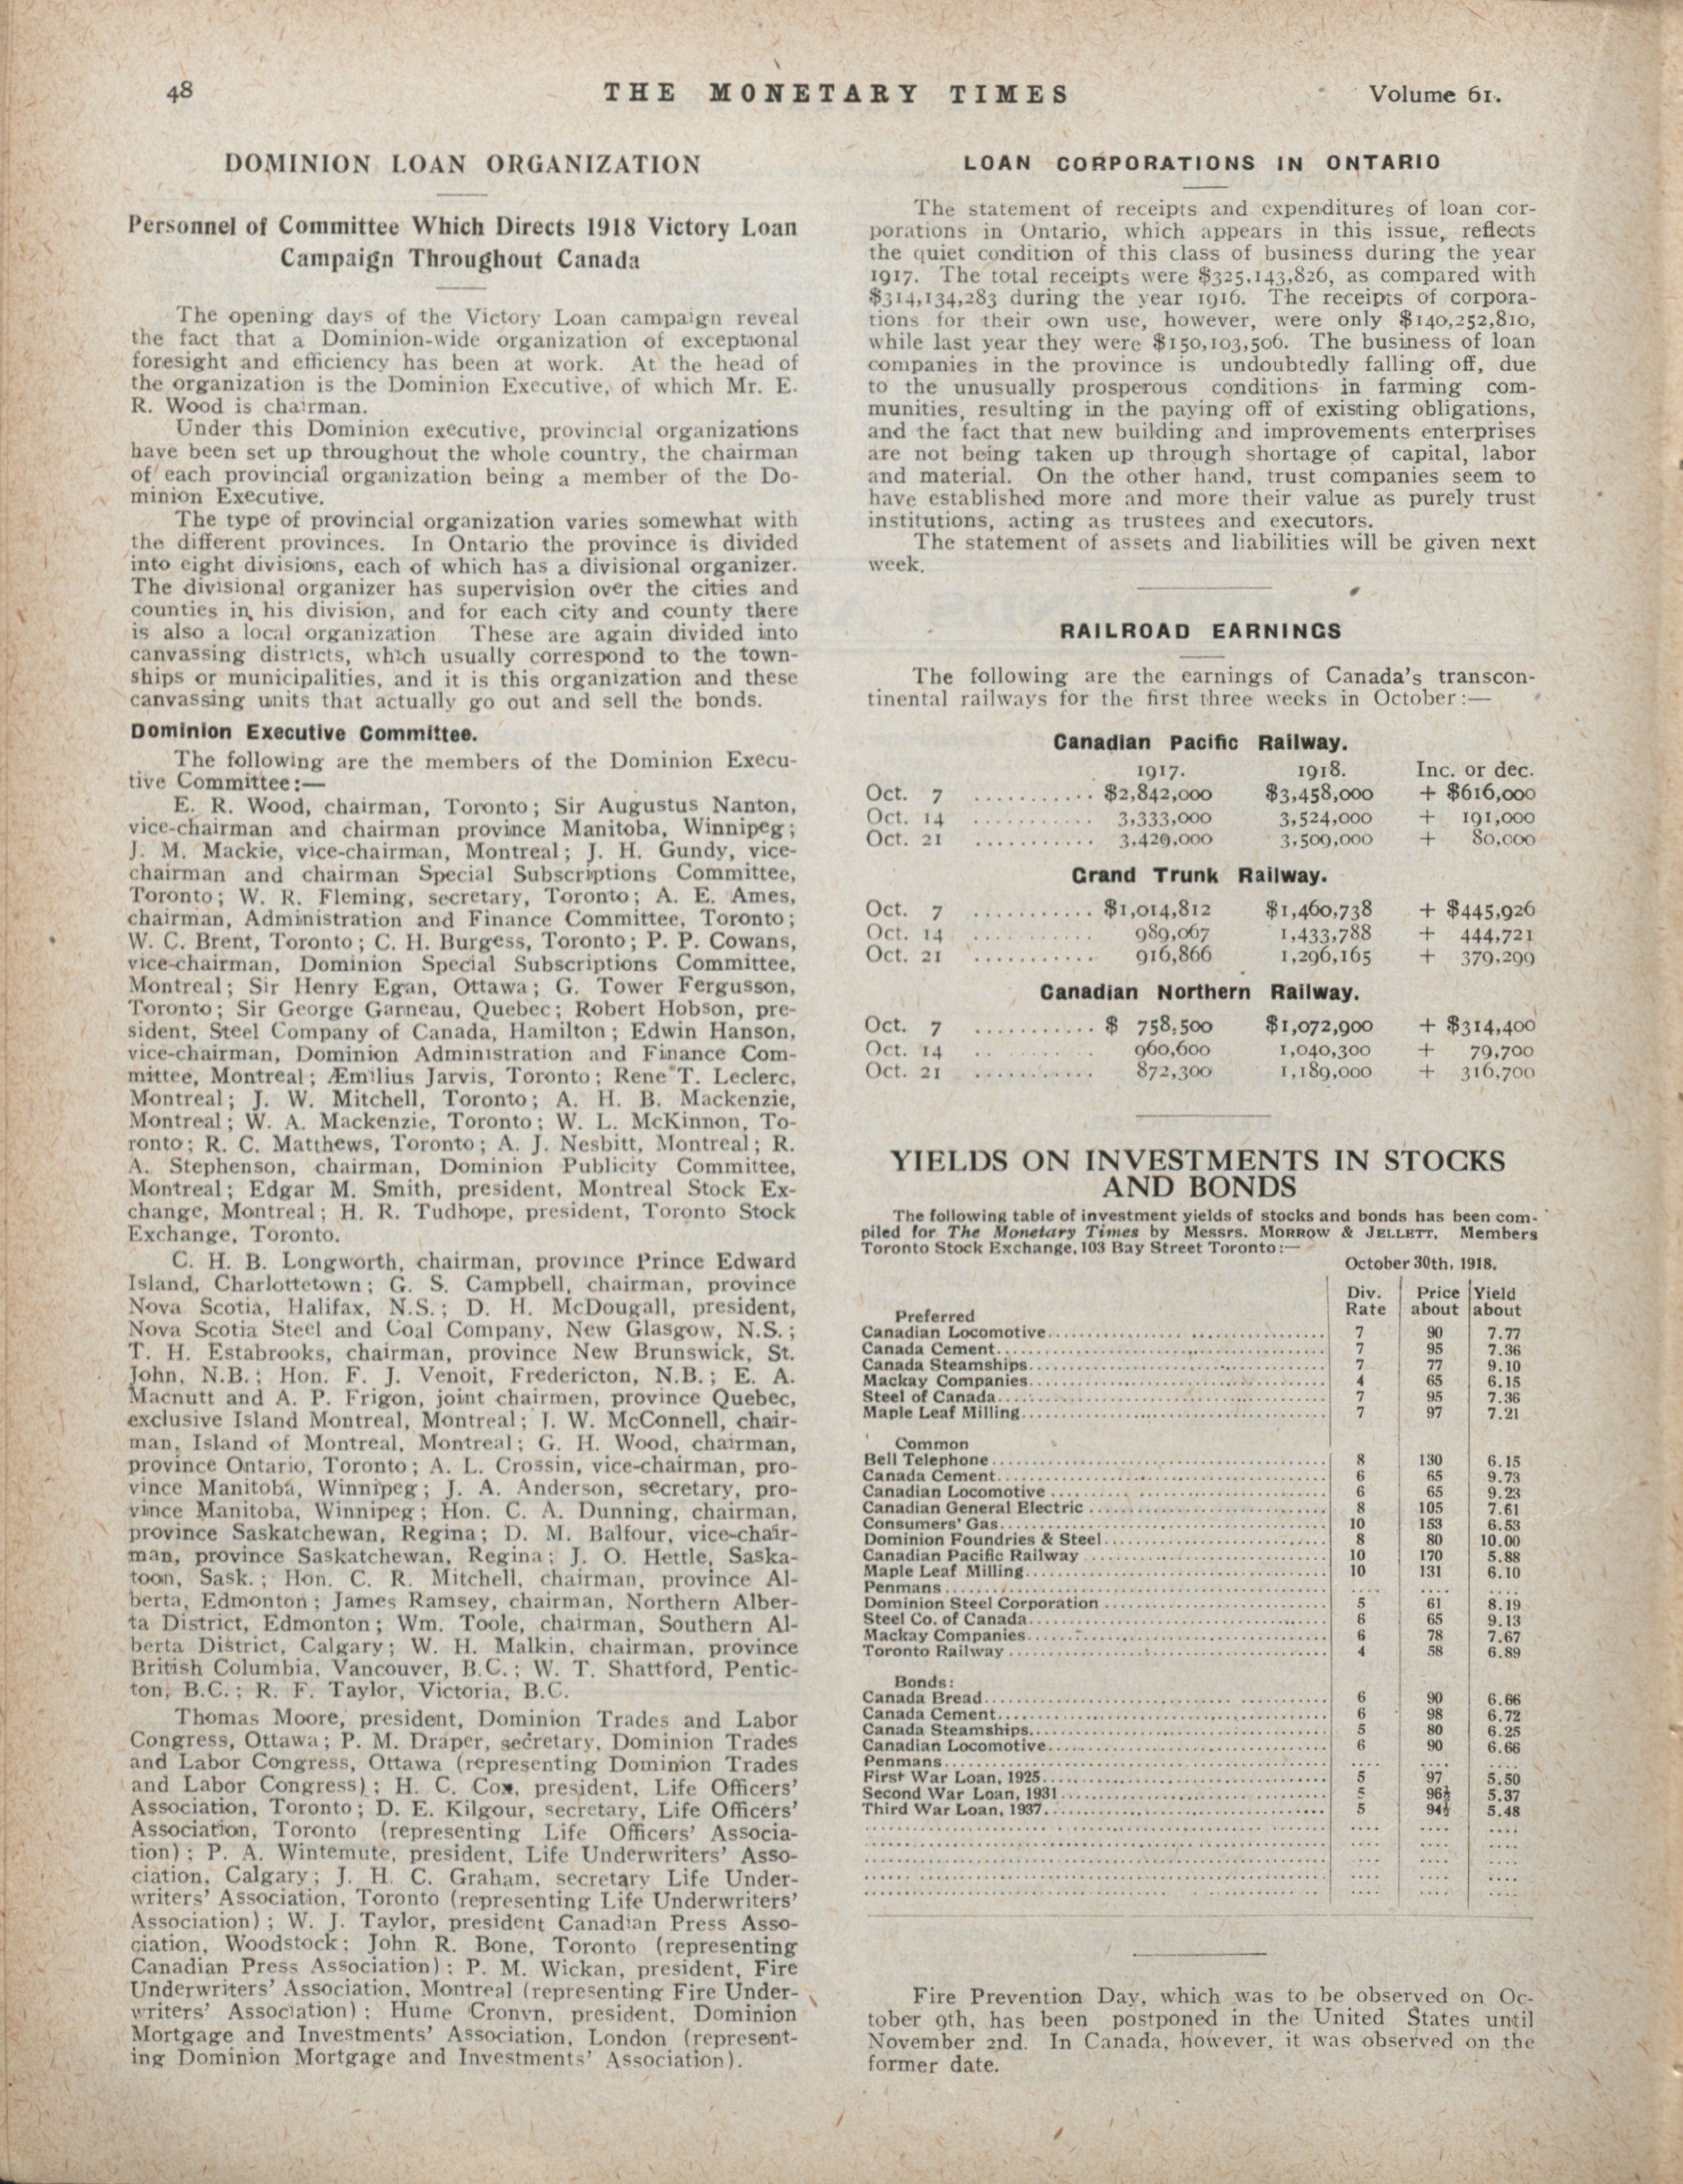 48
THE MONETARY TIMES
Volume 61.
DOMINION LOAN ORGANIZATION
Personnel of Committee Which Directs 1918 Victory Loan
Campaign Throughout Canada
The opening days of the Victory Loan campaign reveal
the fact that a Dominion-wide organization of exceptional
foresight and efficiency has been at work. At the head of
the organization is the Dominion Executive, of which Mr. E.
R. Wood is chairman.
Under this Dominion executive, provincial organizations
have been set up throughout the whole country, the chairman
of each provincial organization being a member of the Do-
minion Executive.
The type of provincial organization varies somewhat with
the different provinces. In Ontario the province is divided
into eight divisions, each of which has a divisional organizer.
The divisional organizer has supervision over the cities and
counties in his division, and for each city and county there
is also a local organization These are again divided into
canvassing districts, which usually correspond to the town-
ships or municipalities, and it is this organization and these
canvassing units that actually go out and sell the bonds.
Dominion Executive Committee.
The following are the members of the Dominion Execu-
tive Committee:—
E. R. Wood, chairman, Toronto; Sir Augustus Nanton,
vice-chairman and chairman province Manitoba, Winnipeg;
J. M. Mackie, vice-chairman, Montreal; J. H. Gundy, vice-
chairman and chairman Special Subscriptions Committee,
Toronto; W. R. Fleming, secretary, Toronto; A. E. Ames,
chairman, Administration and Finance Committee, Toronto;
W. C. Brent, Toronto; C. H. Burgess, Toronto; P. P. Cowans,
vice-chairman, Dominion Special Subscriptions Committee,
Montreal; Sir Henry Egan, Ottawa; G. Tower Fergusson,
Toronto; Sir George Garneau, Quebec; Robert Hobson, pre-
sident, Steel Company of Canada, Hamilton; Edwin Hanson,
vice-chairman, Dominion Administration and Finance Com-
mittee, Montreal; Æmilius Jarvis, Toronto; Rene T. Leclerc,
Montreal; J. W. Mitchell, Toronto; A. H. B. Mackenzie,
Montreal; W. A. Mackenzie, Toronto; W. L. McKinnon, To-
ronto; R. C. Matthews, Toronto; A. J. Nesbitt, Montreal; R.
A. Stephenson, chairman, Dominion Publicity Committee,
Montreal; Edgar M. Smith, president, Montreal Stock Ex-
change, Montreal; H. R. Tudhope, president, Toronto Stock
Exchange, Toronto.
C. H. B. Longworth, chairman, province Prince Edward
Island, Charlottetown; G. S. Campbell, chairman, province
Nova Scotia, Halifax, N.S.; D. H. McDougall, president,
Nova Scotia Steel and Coal Company, New Glasgow, N.S.;
T. H. Estabrooks, chairman, province New Brunswick, St.
John, N.B.; Hon. F. J. Venoit, Fredericton, N.B.; E. A.
Macnutt and A. P. Frigon, joint chairmen, province Quebec,
exclusive Island Montreal, Montreal; J. W. McConnell, chair-
man, Island of Montreal, Montreal; G. H. Wood, chairman,
province Ontario, Toronto; A. L. Crossin, vice-chairman, pro-
vince Manitoba, Winnipeg; J. A. Anderson, secretary, pro-
vince Manitoba, Winnipeg; Hon. C. A. Dunning, chairman,
province Saskatchewan, Regina; D. M. Balfour, vice-chair-
man, province Saskatchewan, Regina; J. O. Hettle, Saska-
toon, Sask.; Hon. C. R. Mitchell, chairman, province Al-
berta, Edmonton; James Ramsey, chairman, Northern Alber-
ta District, Edmonton; Wm. Toole, chairman, Southern Al-
berta District, Calgary; W. H. Malkin, chairman, province
British Columbia, Vancouver, B.C.; W. T. Shattford, Pentic-
ton, B.C.; R. F. Taylor, Victoria, B.C.
Thomas Moore, president, Dominion Trades and Labor
Congress, Ottawa; P. M. Draper, secretary, Dominion Trades
and Labor Congress, Ottawa (representing Dominion Trades
and Labor Congress); H. C. Cox, president, Life Officers'
Association, Toronto; D. E. Kilgour, secretary, Life Officers'
Association, Toronto (representing Life Officers' Associa-
tion); P. A. Wintemute, president, Life Underwriters' Asso-
ciation, Calgary; J. H. C. Graham, secretary Life Under-
writers' Association, Toronto (representing Life Underwriters'
Association); W. J. Taylor, president Canadian Press Asso-
ciation, Woodstock; John R. Bone, Toronto (representing
Canadian Press Association); P. M. Wickan, president, Fire
Underwriters' Association, Montreal (representing Fire Under-
writers' Association); Hume Cronyn, president, Dominion
Mortgage and Investments' Association, London (represent-
ing Dominion Mortgage and Investments' Association).
LOAN CORPORATIONS IN ONTARIO
The statement of receipts and expenditures of loan cor-
porations in Ontario, which appears in this issue, reflects
the quiet condition of this class of business during the year
1917. The total receipts were $325,143,826, as compared with
$314,134,283 during the year 1916. The receipts of corpora-
tions for their own use, however, were only $140,252,810,
while last year they were $150,103,506. The business of loan
companies in the province is undoubtedly falling off, due
to the unusually prosperous conditions in farming com-
munities, resulting in the paying off of existing obligations,
and the fact that new building and improvements enterprises
are not being taken up through shortage of capital, labor
and material. On the other hand, trust companies seem to
have established more and more their value as purely trust
institutions, acting as trustees and executors.
The statement of assets and liabilities will be given next
week.
RAILROAD EARNINGS
The following are the earnings of Canada's transcon-
tinental railways for the first three weeks in October:—
Canadian Pacific Railway.
1917. 1918. Inc. or dec.
Oct. 7 ........... $2,842,000 $3,458,000 + $616,000
Oct. 14 ........... 3,333,000 3,524,000 + 191,000
Oct. 21 ........... 3,429,000 3,509,000 + 80,000
Grand Trunk Railway.
Oct. 7 ........... $1,014,812 $1,460,738 + $445,926
Oct. 14 ........... 989,067 1,433,788 + 444,721
Oct. 21 ........... 916,866 1,296,165 + 379,299
Canadian Northern Railway.
Oct. 7 ........... $ 758,500 $1,072,900 + $314,400
Oct. 14 ........... 960,600 1,040,300 + 79,700
Oct. 21 ........... 872,300 1,189,000 + 316,700
YIELDS ON INVESTMENTS IN STOCKS
AND BONDS
The following table of investment yields of stocks and bonds has been com-
piled for The Monetary Times by Messrs. MORROW & JELLETT, Members
Toronto Stock Exchange, 103 Bay Street Toronto:—
October 30th, 1918.
Div. Price Yield
Rate about about
Preferred
Canadian Locomotive 7 90 7.77
Canada Cement 7 95 7.36
Canada Steamships 7 77 9.10
Mackay Companies 4 65 6.15
Steel of Canada 7 95 7.36
Maple Leaf Milling 7 97 7.21
Common
Bell Telephone 8 130 6.15
Canada Cement 6 65 9.73
Canadian Locomotive 6 65 9.23
Canadian General Electric 8 105 7.61
Consumers' Gas 10 153 6.53
Dominion Foundries & Steel 8 80 10.00
Canadian Pacific Railway 10 170 5.88
Maple Leaf Milling 10 131 6.10
Penmans .... .... ....
Dominion Steel Corporation 5 61 8.19
Steel Co. of Canada 6 65 9.13
Mackay Companies 6 78 7.67
Toronto Railway 4 58 6.89
Bonds:
Canada Bread 6 90 6.66
Canada Cement 6 98 6.72
Canada Steamships 5 80 6.25
Canadian Locomotive 6 90 6.66
Penmans .... .... ....
First War Loan, 1925 5 97 5.50
Second War Loan, 1931 5 96½ 5.37
Third War Loan, 1937 5 94½ 5.48
Fire Prevention Day, which was to be observed on Oc-
tober 9th, has been postponed in the United States until
November 2nd. In Canada, however, it was observed on the
former date.